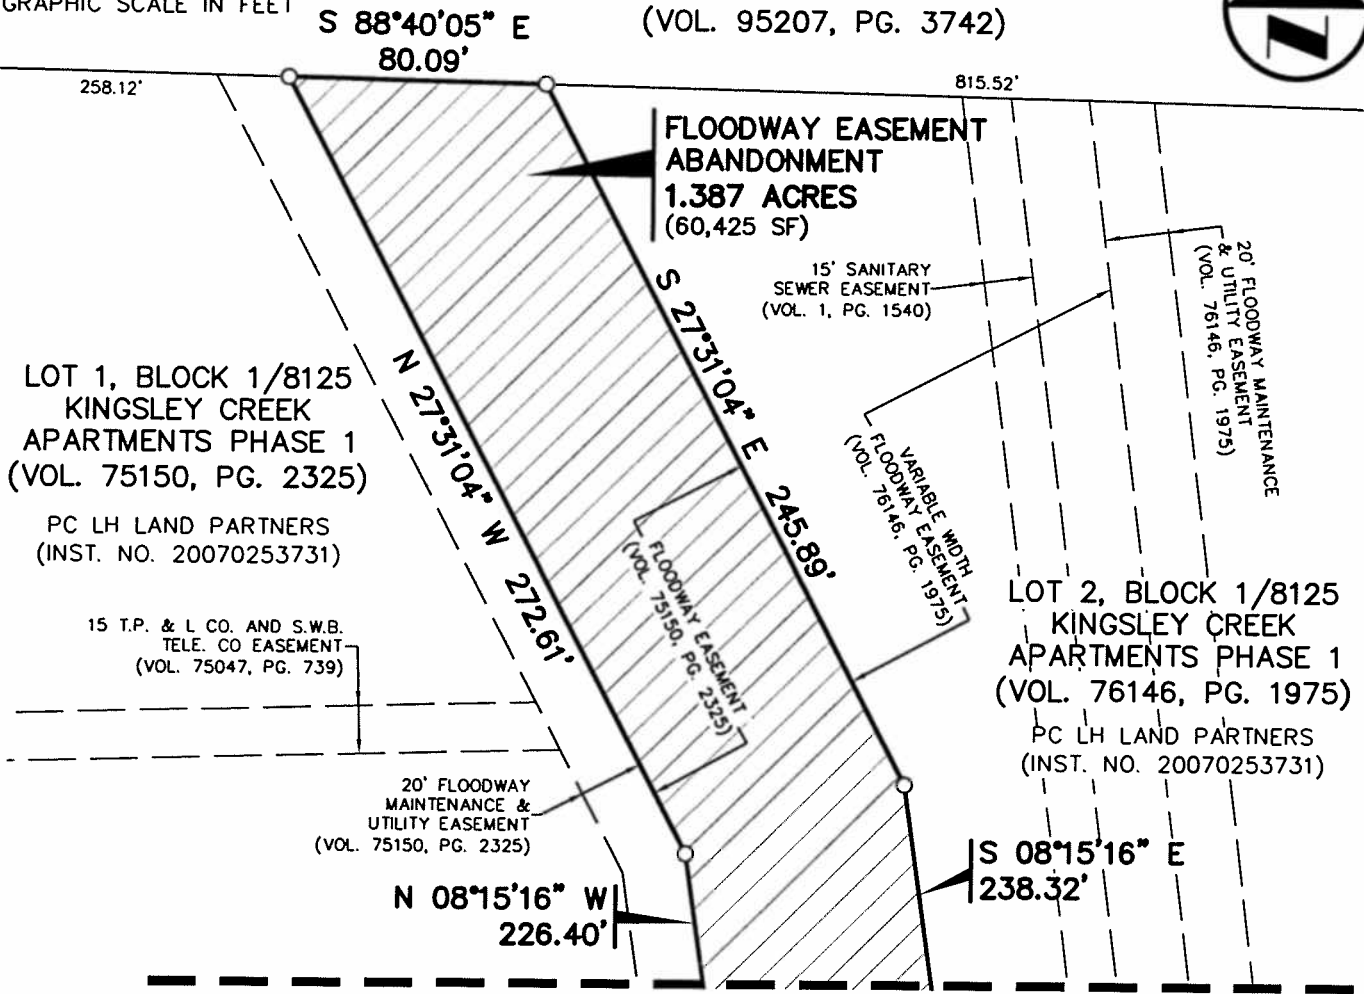 GRAPHIC SCALE IN FEET
S 88°40'05" E
80.09'
(VOL. 95207, PG. 3742)
258.12'
815.52'
FLOODWAY EASEMENT
ABANDONMENT
1.387 ACRES
(60,425 SF)
15' SANITARY
SEWER EASEMENT
(VOL. 1, PG. 1540)
20' FLOODWAY MAINTENANCE
& UTILITY EASEMENT
(VOL. 76146, PG. 1975)
S 27°31'04" E 245.89'
N 27°31'04" W 272.61'
LOT 1, BLOCK 1/8125
KINGSLEY CREEK
APARTMENTS PHASE 1
(VOL. 75150, PG. 2325)
PC LH LAND PARTNERS
(INST. NO. 20070253731)
VARIABLE WIDTH
FLOODWAY EASEMENT
(VOL. 76146, PG. 1975)
FLOODWAY EASEMENT
(VOL. 75150, PG. 2325)
15 T.P. & L CO. AND S.W.B.
TELE. CO EASEMENT
(VOL. 75047, PG. 739)
LOT 2, BLOCK 1/8125
KINGSLEY CREEK
APARTMENTS PHASE 1
(VOL. 76146, PG. 1975)
PC LH LAND PARTNERS
(INST. NO. 20070253731)
20' FLOODWAY
MAINTENANCE &
UTILITY EASEMENT
(VOL. 75150, PG. 2325)
N 08°15'16" W
226.40'
S 08°15'16" E
238.32'